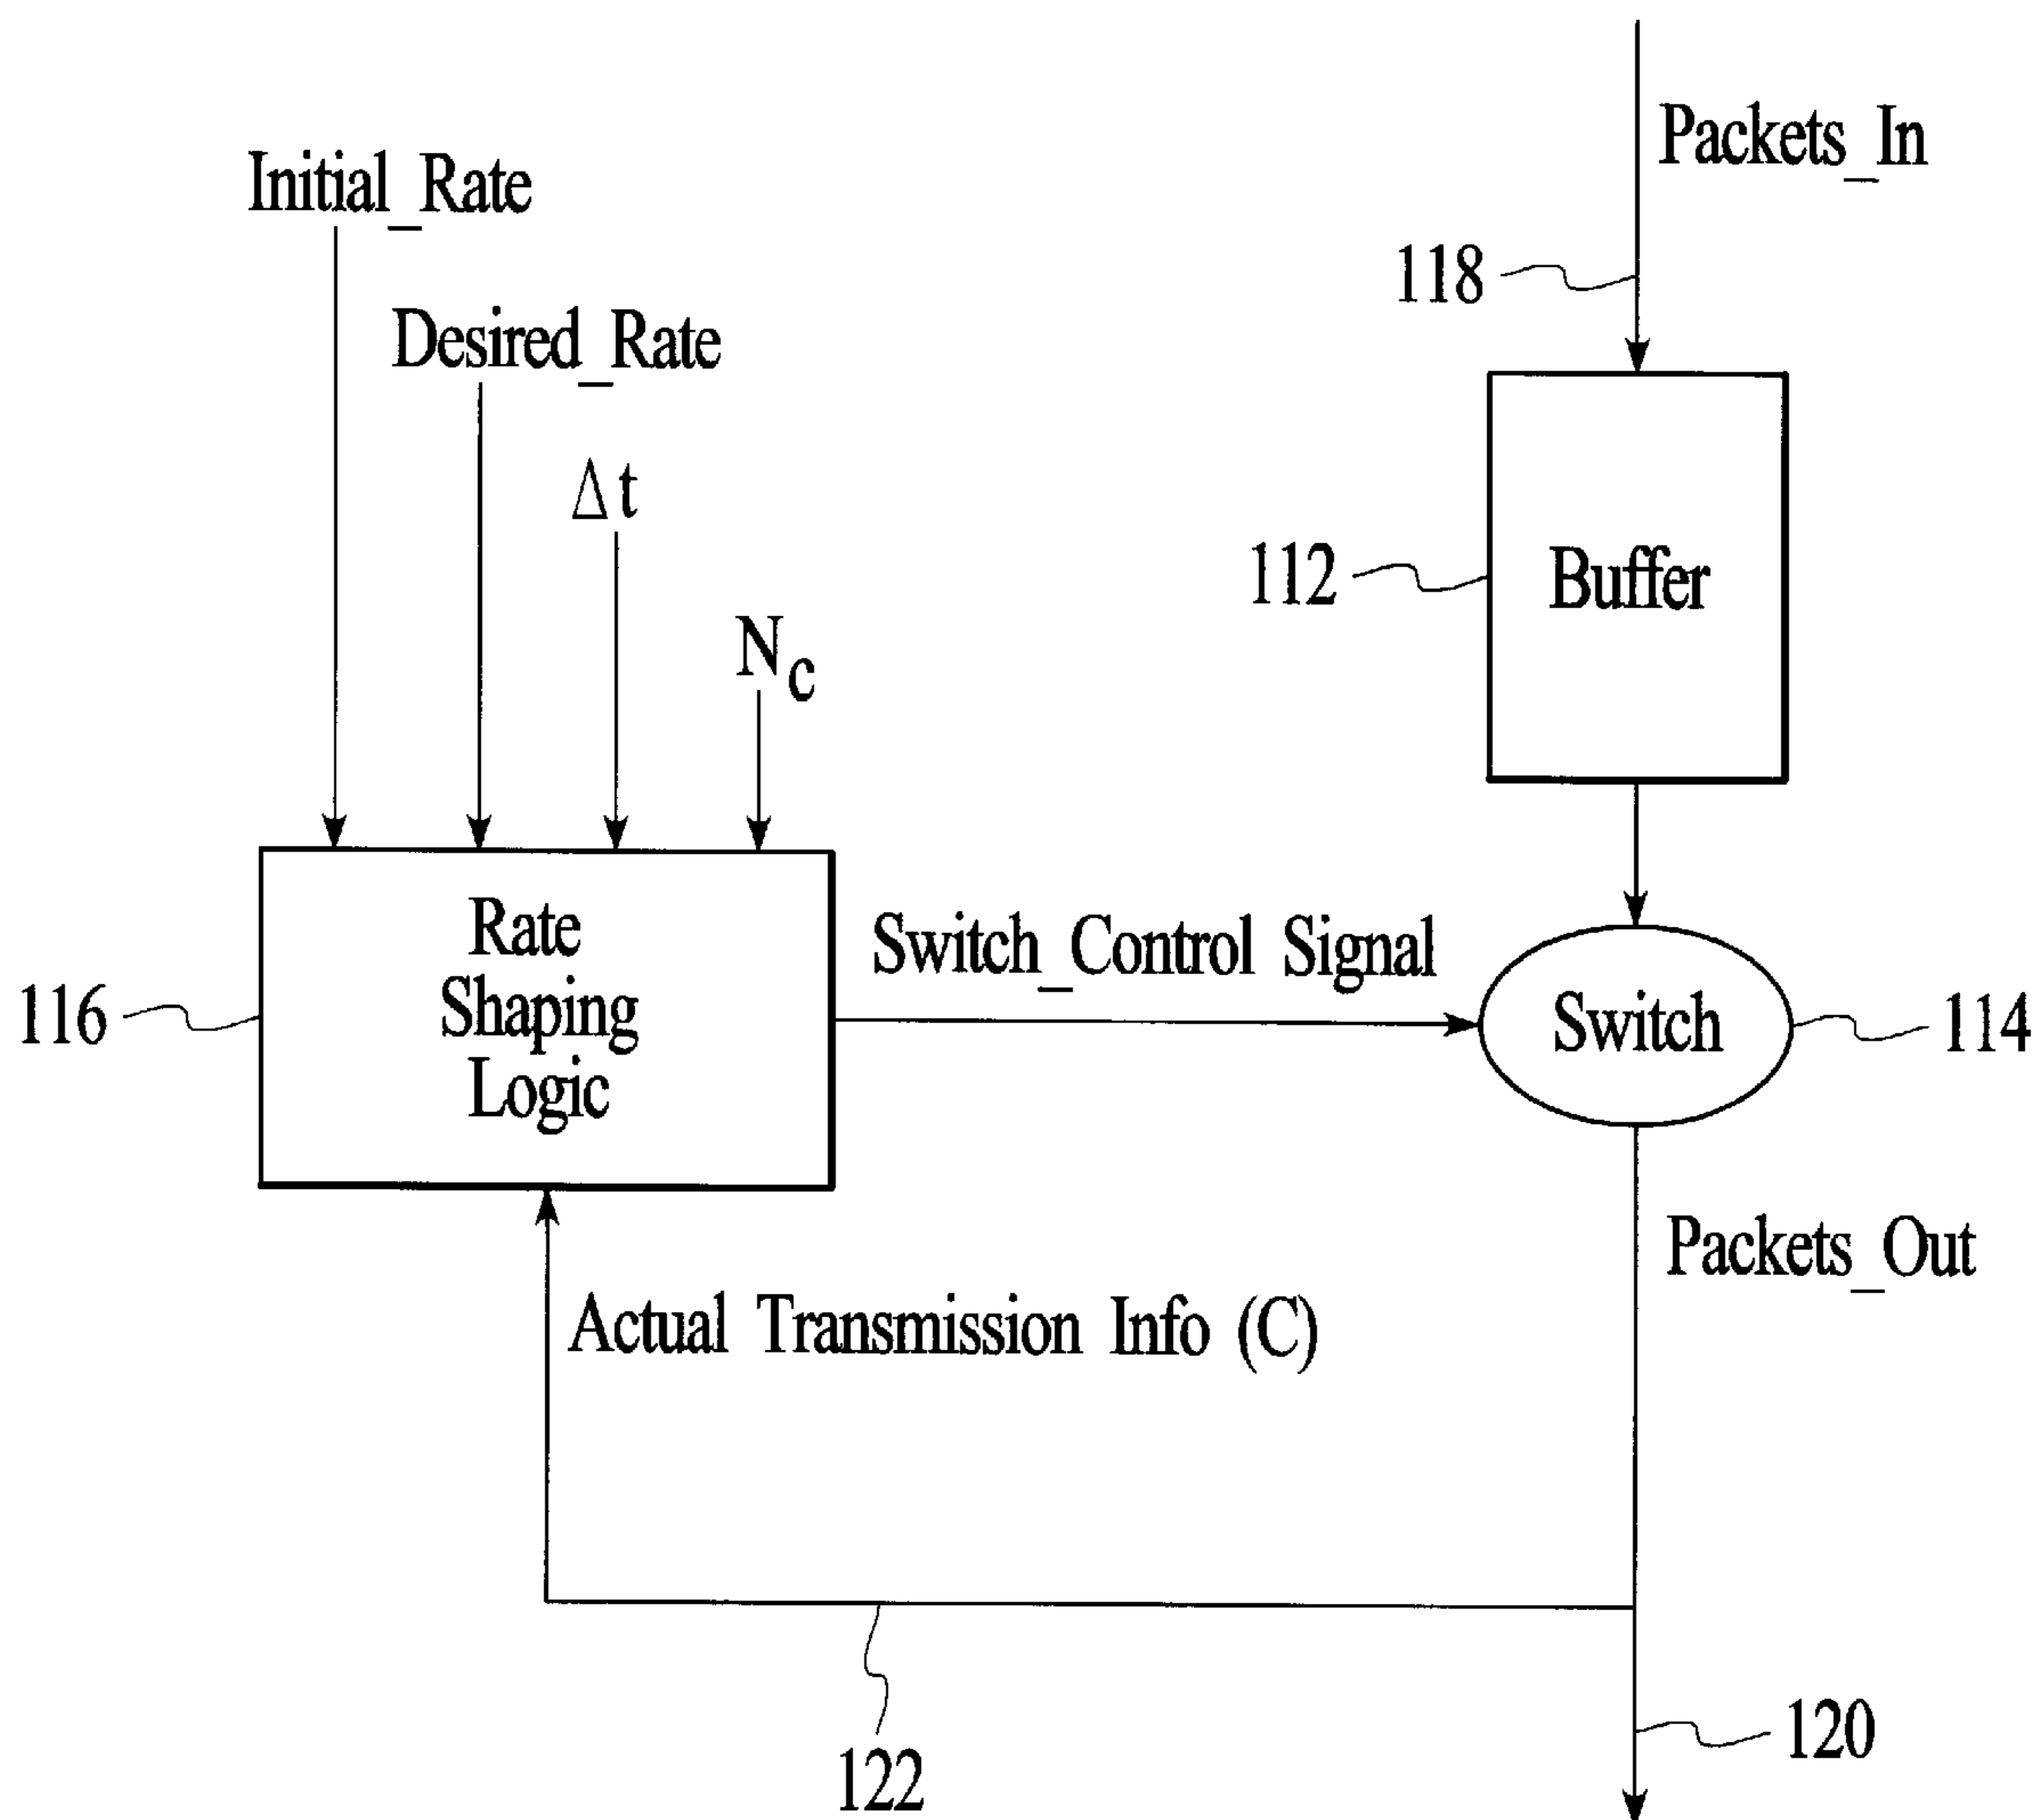 Packets_In
Initial_Rate
118
Desired_Rate
Δt
112
Buffer
Nc
Rate
Shaping
Logic
Switch_Control Signal
116
Switch
114
Packets_Out
Actual Transmission Info (C)
120
122